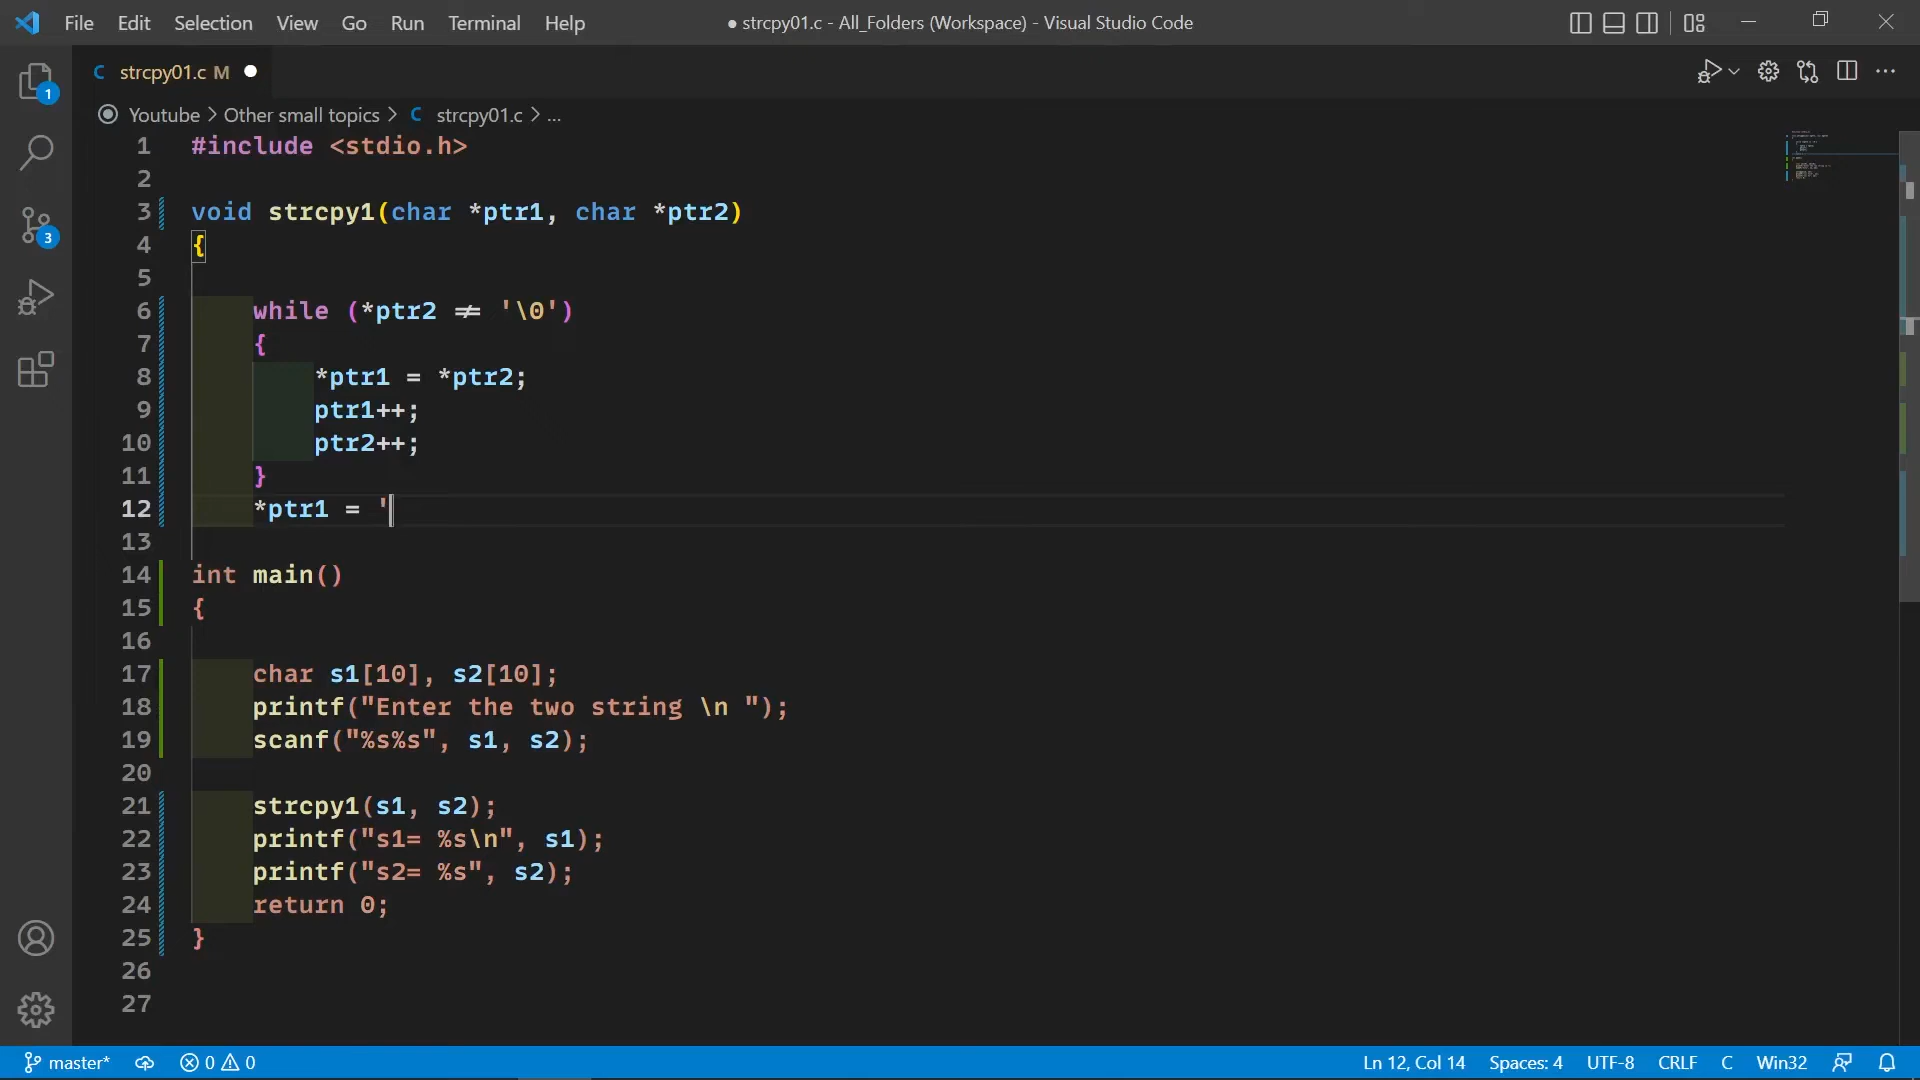 File Edit Selection View Go Run Terminal Help
● strcpy01.c - All_Folders (Workspace) - Visual Studio Code
C strcpy01.c M ●
Youtube > Other small topics > C strcpy01.c > ...
1
3
1 #include <stdio.h>
2
3 void strcpy1(char *ptr1, char *ptr2)
4 {
5
6 while (*ptr2 != '\0')
7 {
8 *ptr1 = *ptr2;
9 ptr1++;
10 ptr2++;
11 }
12 *ptr1 = '
13
14 int main()
15 {
16
17 char s1[10], s2[10];
18 printf("Enter the two string \n ");
19 scanf("%s%s", s1, s2);
20
21 strcpy1(s1, s2);
22 printf("s1= %s\n", s1);
23 printf("s2= %s", s2);
24 return 0;
25 }
26
27
master* 0 0 Ln 12, Col 14 Spaces: 4 UTF-8 CRLF C Win32